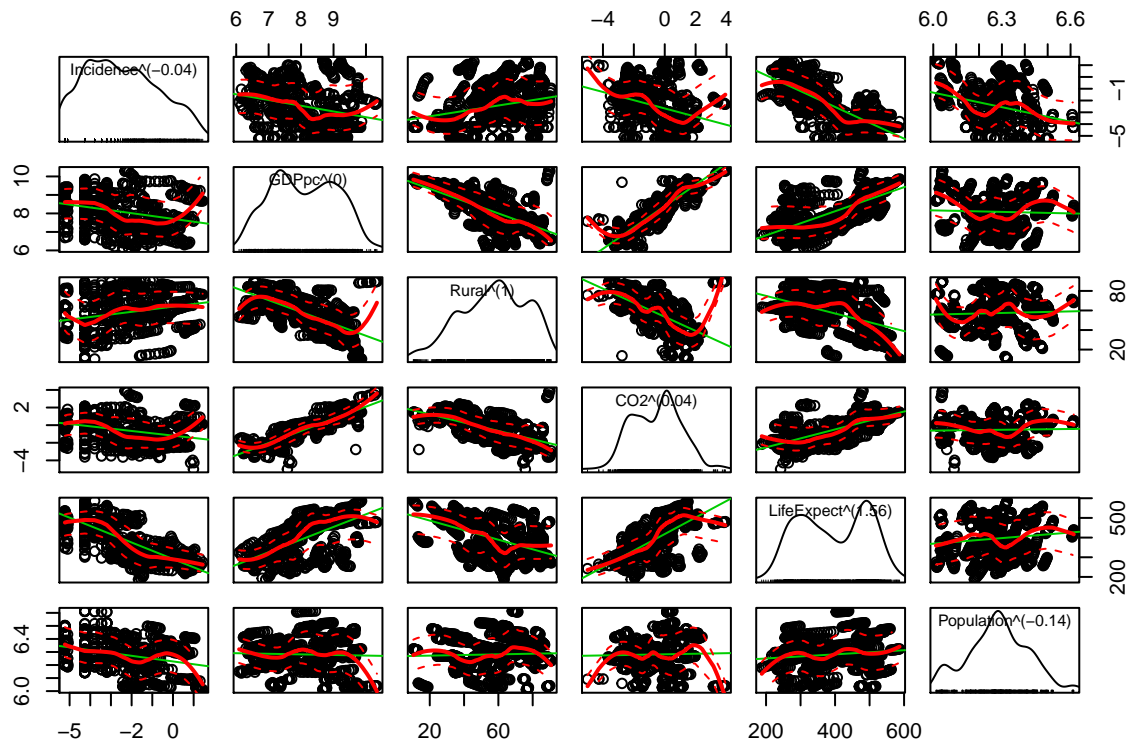 6 7 8 9
−4 0 2 4
6.0 6.3 6.6
Incidence^(−0.04)
−1
−5
10
8
6
GDPpc^(0)
Rural^(1)
80
20
2
−4
CO2^(0.04)
LifeExpect^(1.56)
500
200
6.4
6.0
Population^(−0.14)
−5 −2 0
20 60
200 400 600